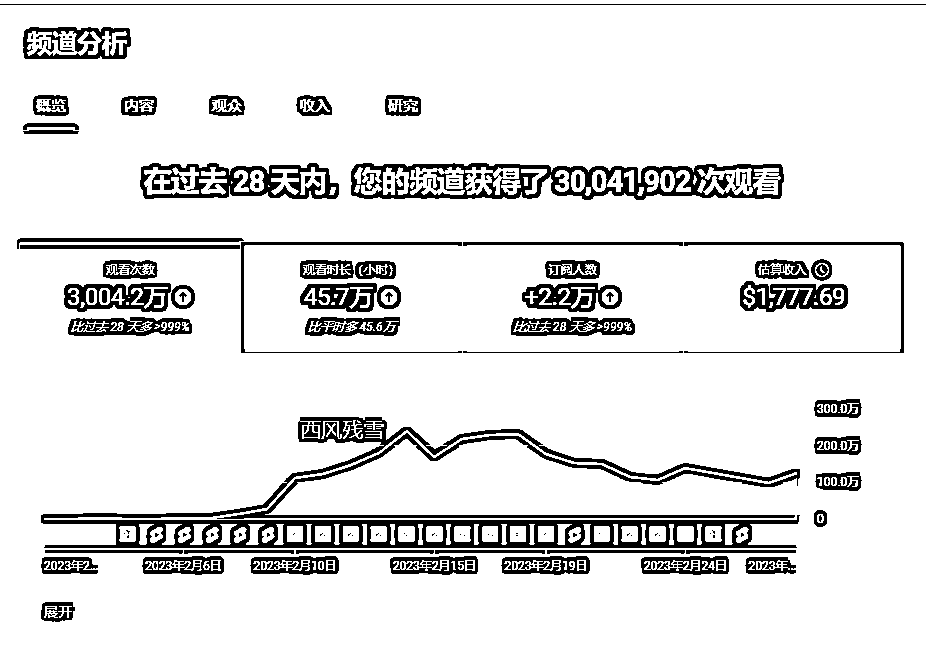 频道分析
概览 内容 观众 收入 研究
在过去 28 天内，您的频道获得了 30,041,902 次观看
观看次数 观看时长 (小时) 订阅人数 估算收入
3,004.2万 45.7万 +2.2万 $1,777.69
比过去 28 天多 >999% 比平时多 45.6万 比过去 28 天多 >999%
300.0万
西风残雪
200.0万
100.0万
0
2023年2... 2023年2月6日 2023年2月10日 2023年2月15日 2023年2月19日 2023年2月24日 2023年...
展开